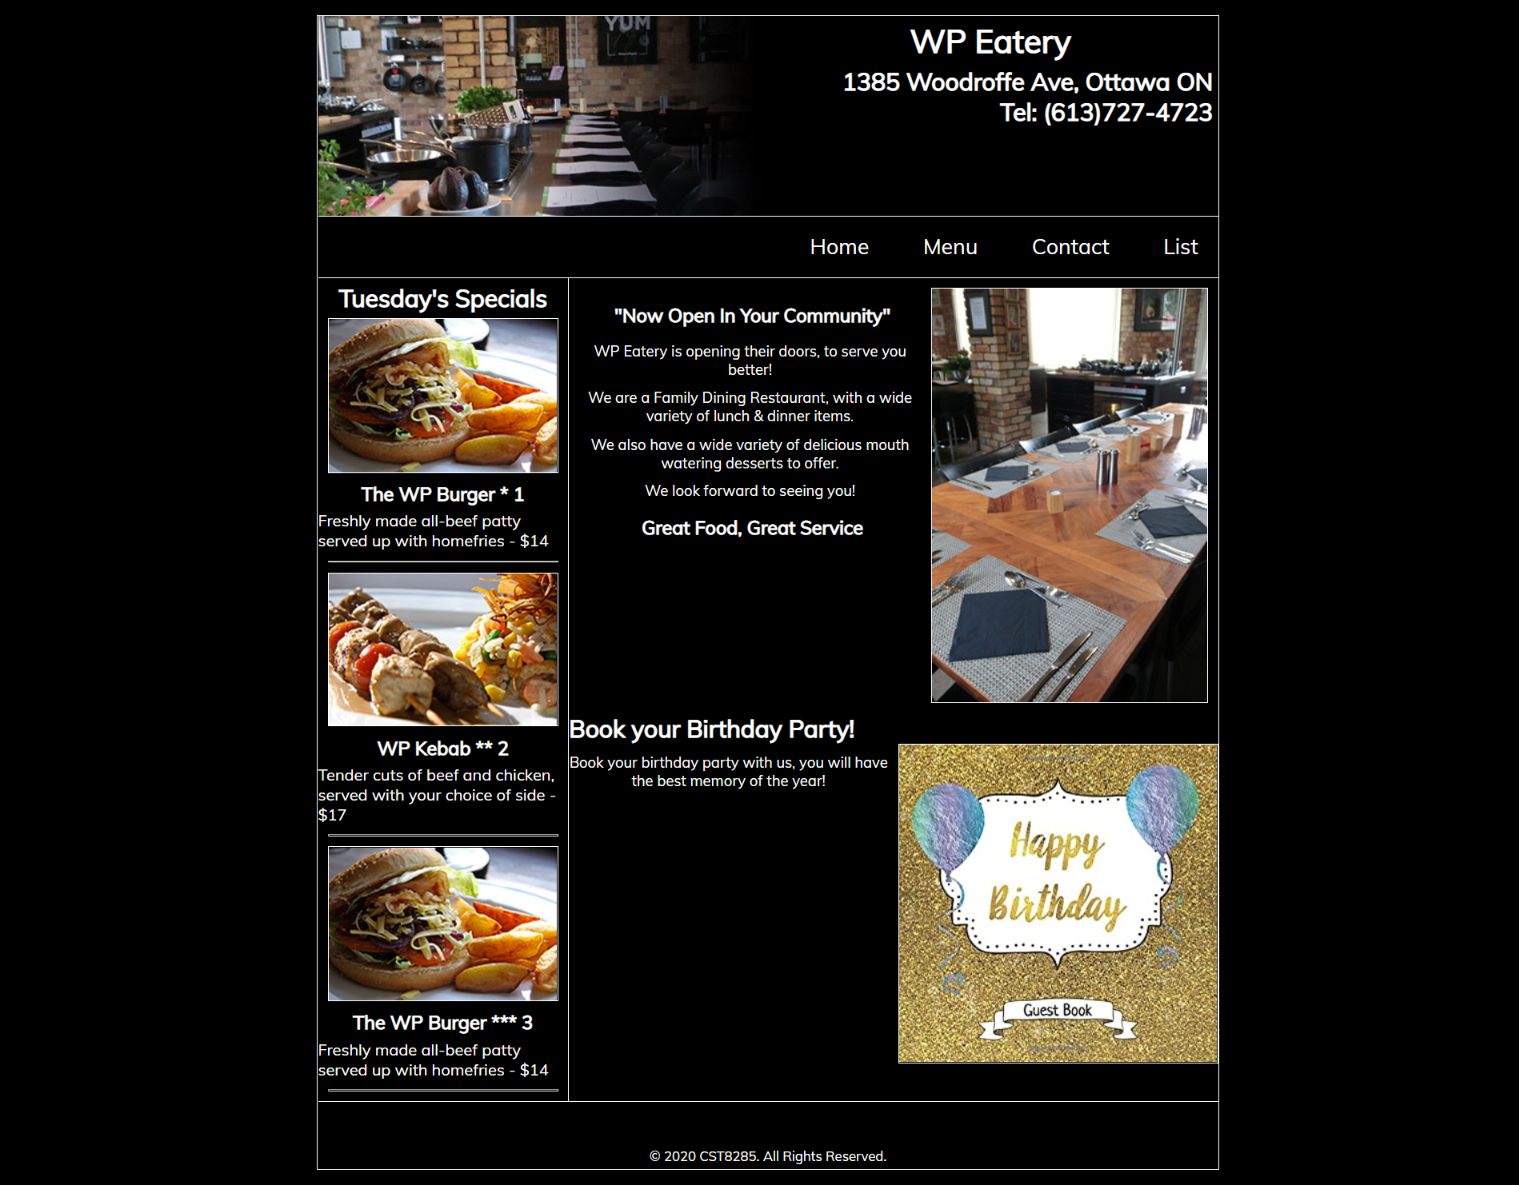 YUM
WP Eatery
1385 Woodroffe Ave, Ottawa ON
Tel: (613)727-4723
Home Menu Contact List
Tuesday's Specials
The WP Burger * 1
Freshly made all-beef patty
served up with homefries - $14
WP Kebab ** 2
Tender cuts of beef and chicken,
served with your choice of side -
$17
The WP Burger *** 3
Freshly made all-beef patty
served up with homefries - $14
"Now Open In Your Community"
WP Eatery is opening their doors, to serve you
better!
We are a Family Dining Restaurant, with a wide
variety of lunch & dinner items.
We also have a wide variety of delicious mouth
watering desserts to offer.
We look forward to seeing you!
Great Food, Great Service
Book your Birthday Party!
Book your birthday party with us, you will have
the best memory of the year!
Happy
Birthday
Guest Book
© 2020 CST8285. All Rights Reserved.